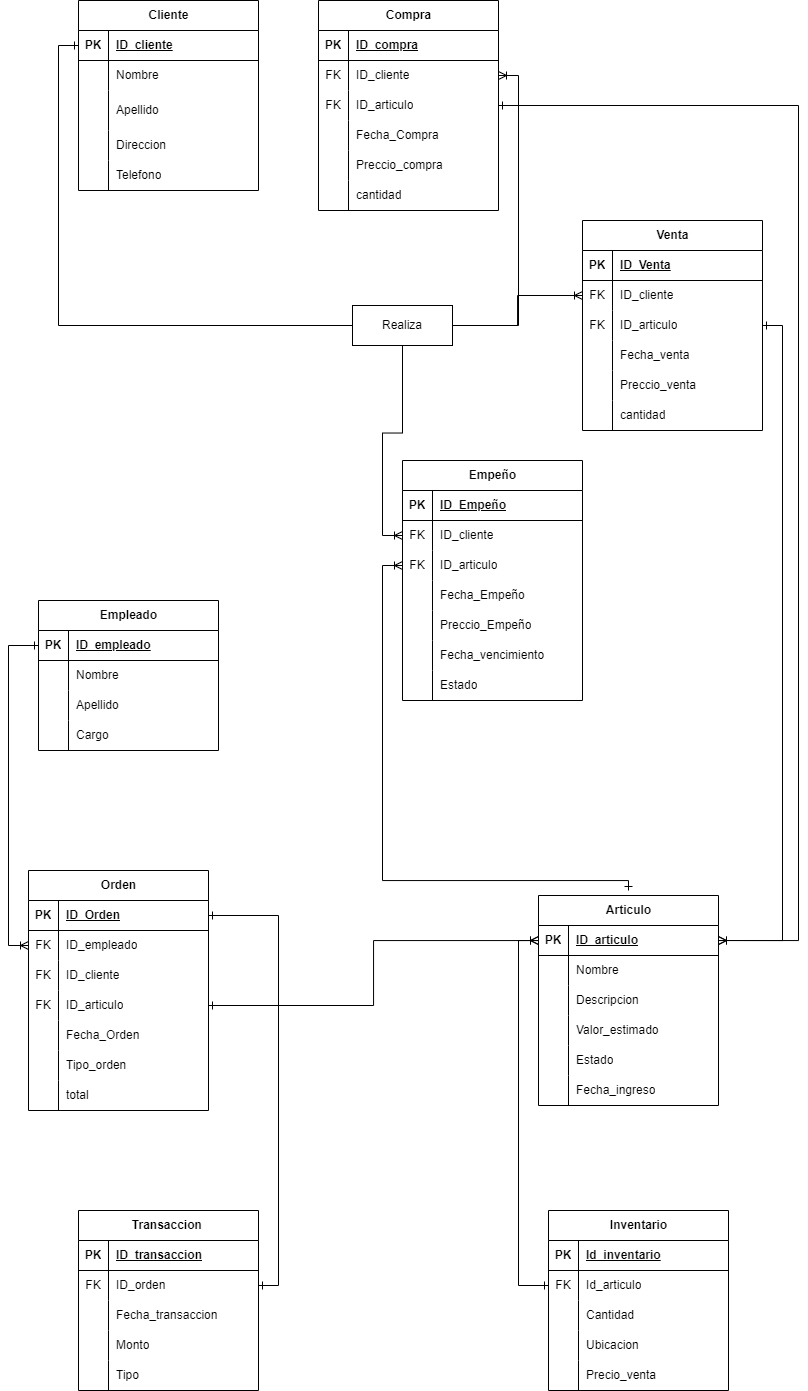 Cliente
PK ID_cliente
Nombre
Apellido
Direccion
Telefono
Compra
PK ID_compra
FK ID_cliente
FK ID_articulo
Fecha_Compra
Preccio_compra
cantidad
Venta
PK ID_Venta
FK ID_cliente
FK ID_articulo
Fecha_venta
Preccio_venta
cantidad
Realiza
Empeño
PK ID_Empeño
FK ID_cliente
FK ID_articulo
Fecha_Empeño
Preccio_Empeño
Fecha_vencimiento
Estado
Empleado
PK ID_empleado
Nombre
Apellido
Cargo
Orden
PK ID_Orden
FK ID_empleado
FK ID_cliente
FK ID_articulo
Fecha_Orden
Tipo_orden
total
Articulo
PK ID_articulo
Nombre
Descripcion
Valor_estimado
Estado
Fecha_ingreso
Transaccion
PK ID_transaccion
FK ID_orden
Fecha_transaccion
Monto
Tipo
Inventario
PK Id_inventario
FK Id_articulo
Cantidad
Ubicacion
Precio_venta